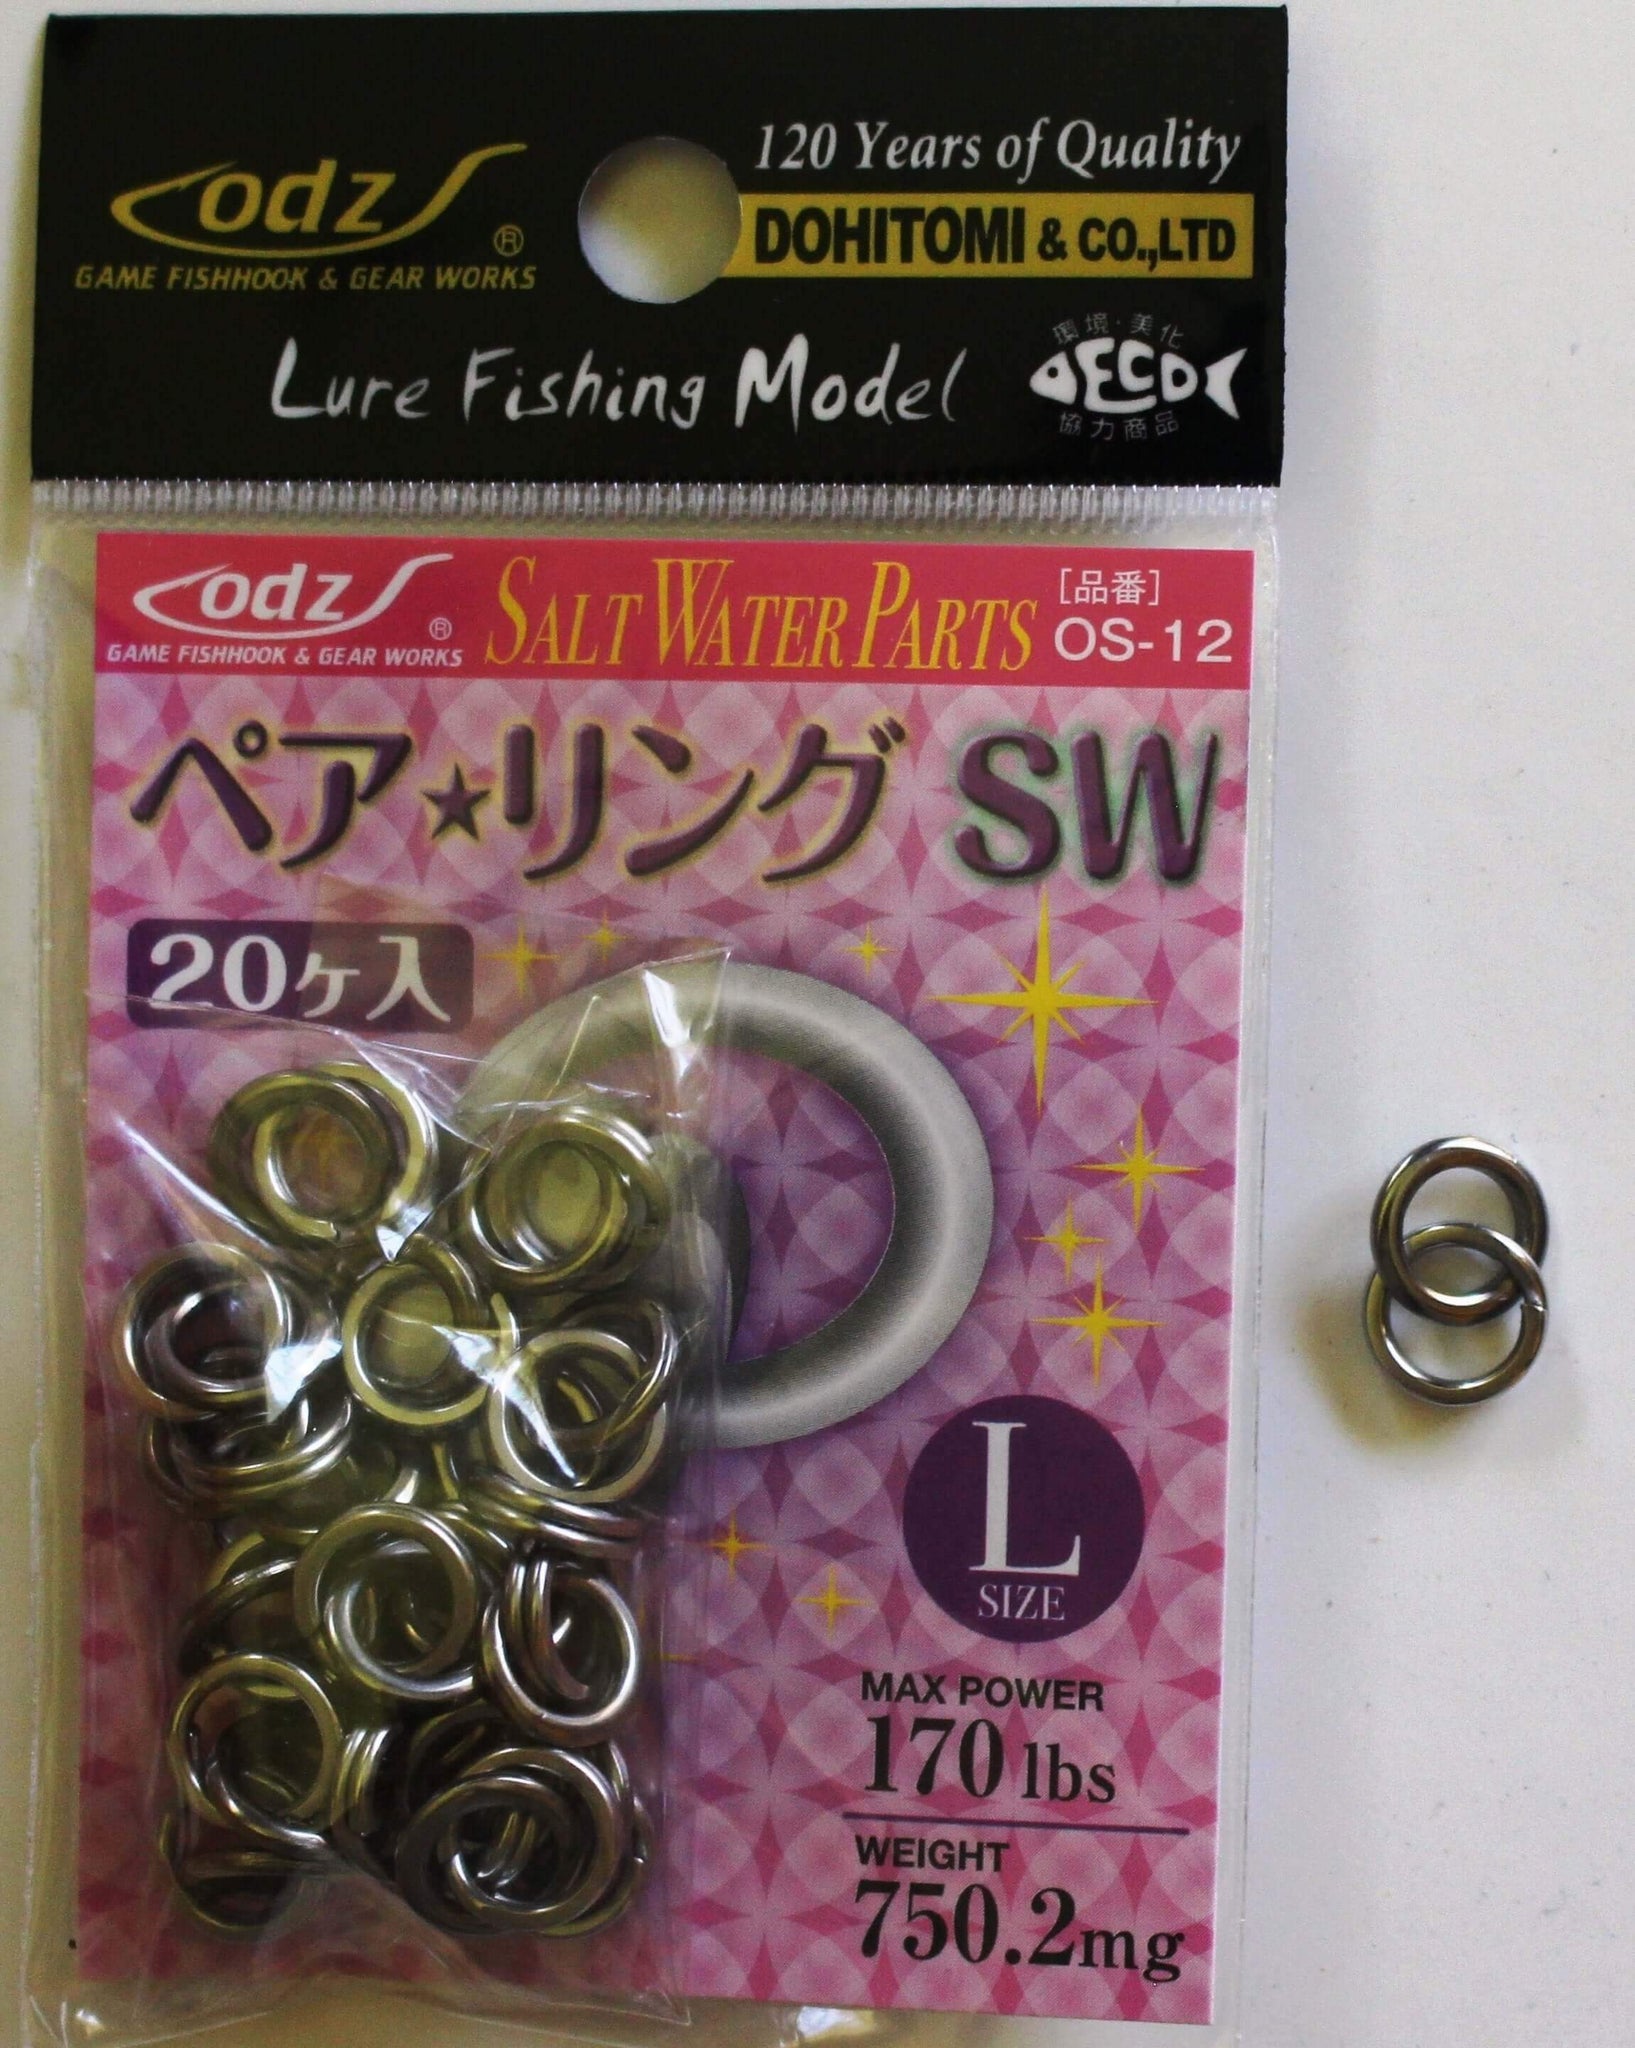 odz ®
GAME FISHHOOK & GEAR WORKS
120 Years of Quality
DOHITOMI & CO.,LTD
Lure Fishing Model
環境・美化
ECO
協力商品
odz ®
GAME FISHHOOK & GEAR WORKS
SALT WATER PARTS
[品番]
OS-12
ペア★リング SW
20ヶ入
L
SIZE
MAX POWER
170 lbs
WEIGHT
750.2mg